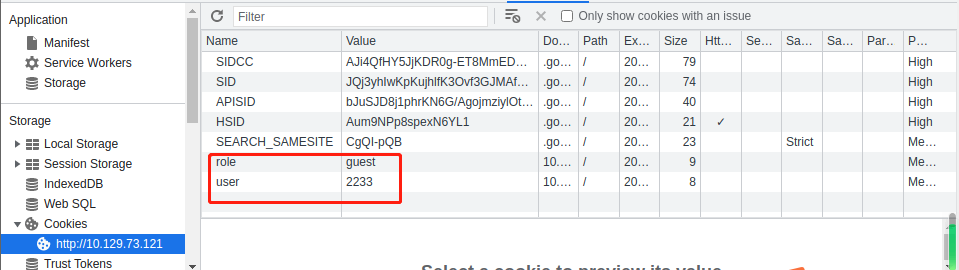 Application
Manifest
Service Workers
Storage
Storage
Local Storage
Session Storage
IndexedDB
Web SQL
Cookies
http://10.129.73.121
Trust Tokens
Filter
Only show cookies with an issue
Name Value Do… Path Ex… Size Htt… Se… Sa… Sa… Par… P…
SIDCC AJi4QfHY5JjKDR0g-ET8MmED… .go… / 20… 79 High
SID JQj3yhIwKpKujhlfK3Ovf3GJMAf… .go… / 20… 74 High
APISID bJuSJD8j1phrKN6G/AgojmziylOt… .go… / 20… 40 High
HSID Aum9NPp8spexN6YL1 .go… / 20… 21 ✓ High
SEARCH_SAMESITE CgQI-pQB .go… / 20… 23 Strict Me…
role guest 10.… / 20… 9 Me…
user 2233 10.… / 20… 8 Me…
Select a cookie to preview its value